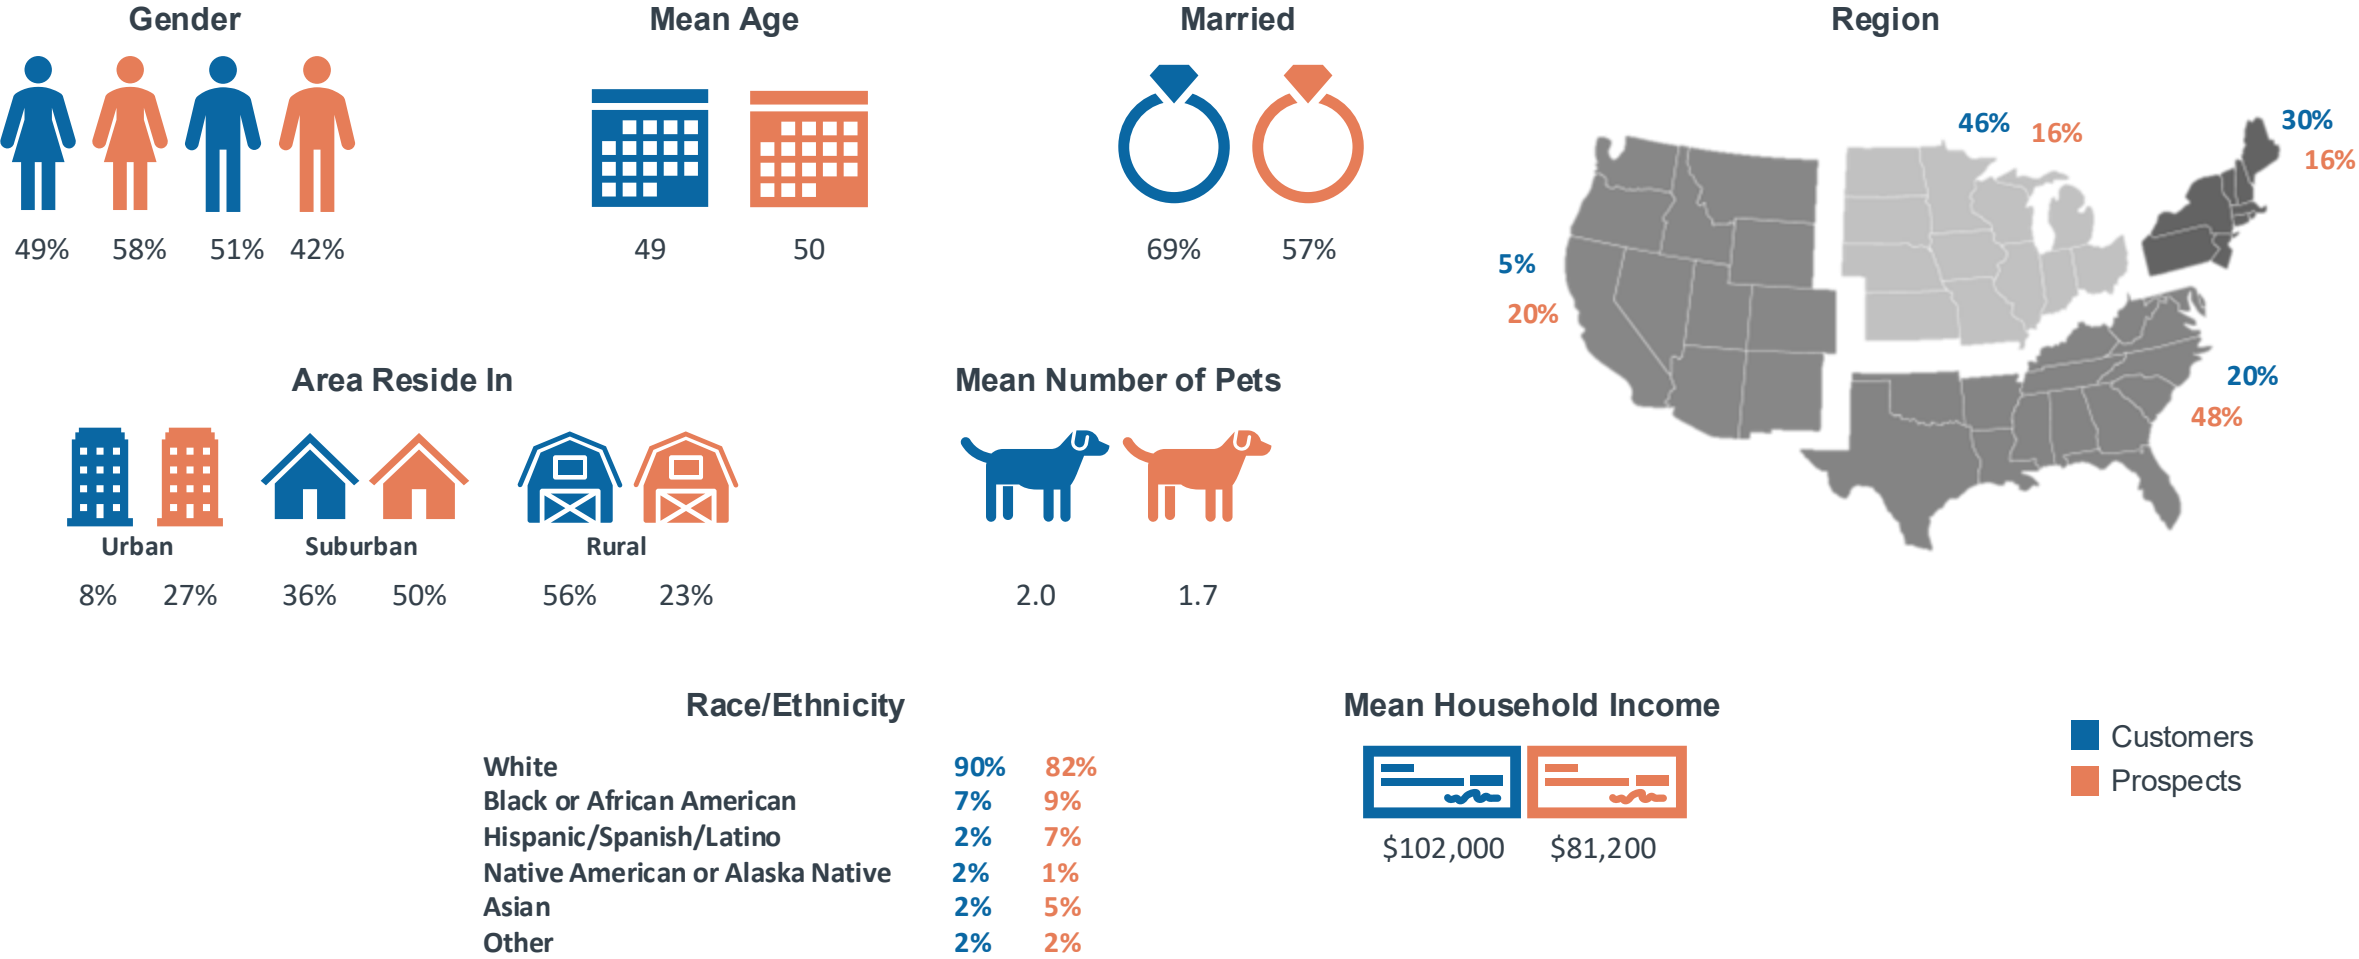 Gender
Mean Age
Married
Region
49% 58% 51% 42%
49 50
69% 57%
46% 16%
30%
16%
5%
20%
20%
48%
Area Reside In
Urban Suburban Rural
8% 27% 36% 50% 56% 23%
Mean Number of Pets
2.0 1.7
Race/Ethnicity
White 90% 82%
Black or African American 7% 9%
Hispanic/Spanish/Latino 2% 7%
Native American or Alaska Native 2% 1%
Asian 2% 5%
Other 2% 2%
Mean Household Income
$102,000 $81,200
Customers
Prospects